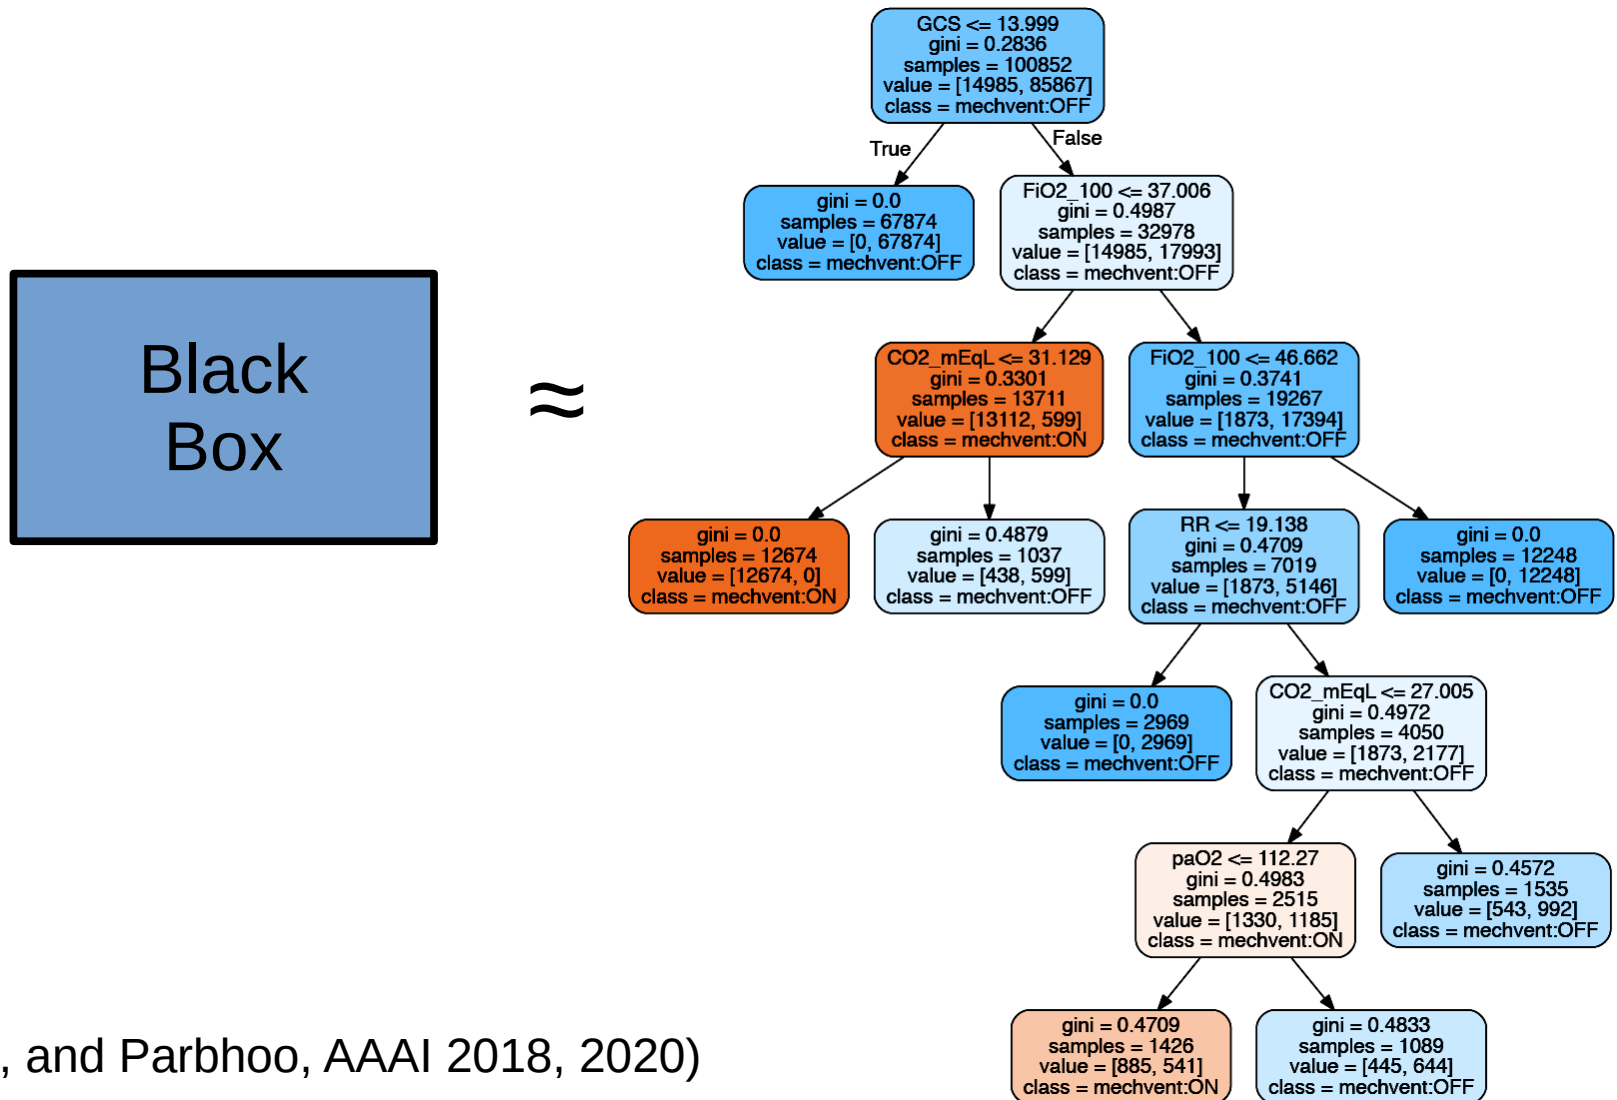 GCS <= 13.999
gini = 0.2836
samples = 100852
value = [14985, 85867]
class = mechvent:OFF
True
False
gini = 0.0
samples = 67874
value = [0, 67874]
class = mechvent:OFF
FiO2_100 <= 37.006
gini = 0.4987
samples = 32978
value = [14985, 17993]
class = mechvent:OFF
Black
Box
≈
CO2_mEqL <= 31.129
gini = 0.3301
samples = 13711
value = [13112, 599]
class = mechvent:ON
FiO2_100 <= 46.662
gini = 0.3741
samples = 19267
value = [1873, 17394]
class = mechvent:OFF
gini = 0.0
samples = 12674
value = [12674, 0]
class = mechvent:ON
gini = 0.4879
samples = 1037
value = [438, 599]
class = mechvent:OFF
RR <= 19.138
gini = 0.4709
samples = 7019
value = [1873, 5146]
class = mechvent:OFF
gini = 0.0
samples = 12248
value = [0, 12248]
class = mechvent:OFF
gini = 0.0
samples = 2969
value = [0, 2969]
class = mechvent:OFF
CO2_mEqL <= 27.005
gini = 0.4972
samples = 4050
value = [1873, 2177]
class = mechvent:OFF
paO2 <= 112.27
gini = 0.4983
samples = 2515
value = [1330, 1185]
class = mechvent:ON
gini = 0.4572
samples = 1535
value = [543, 992]
class = mechvent:OFF
gini = 0.4709
samples = 1426
value = [885, 541]
class = mechvent:ON
gini = 0.4833
samples = 1089
value = [445, 644]
class = mechvent:OFF
, and Parbhoo, AAAI 2018, 2020)